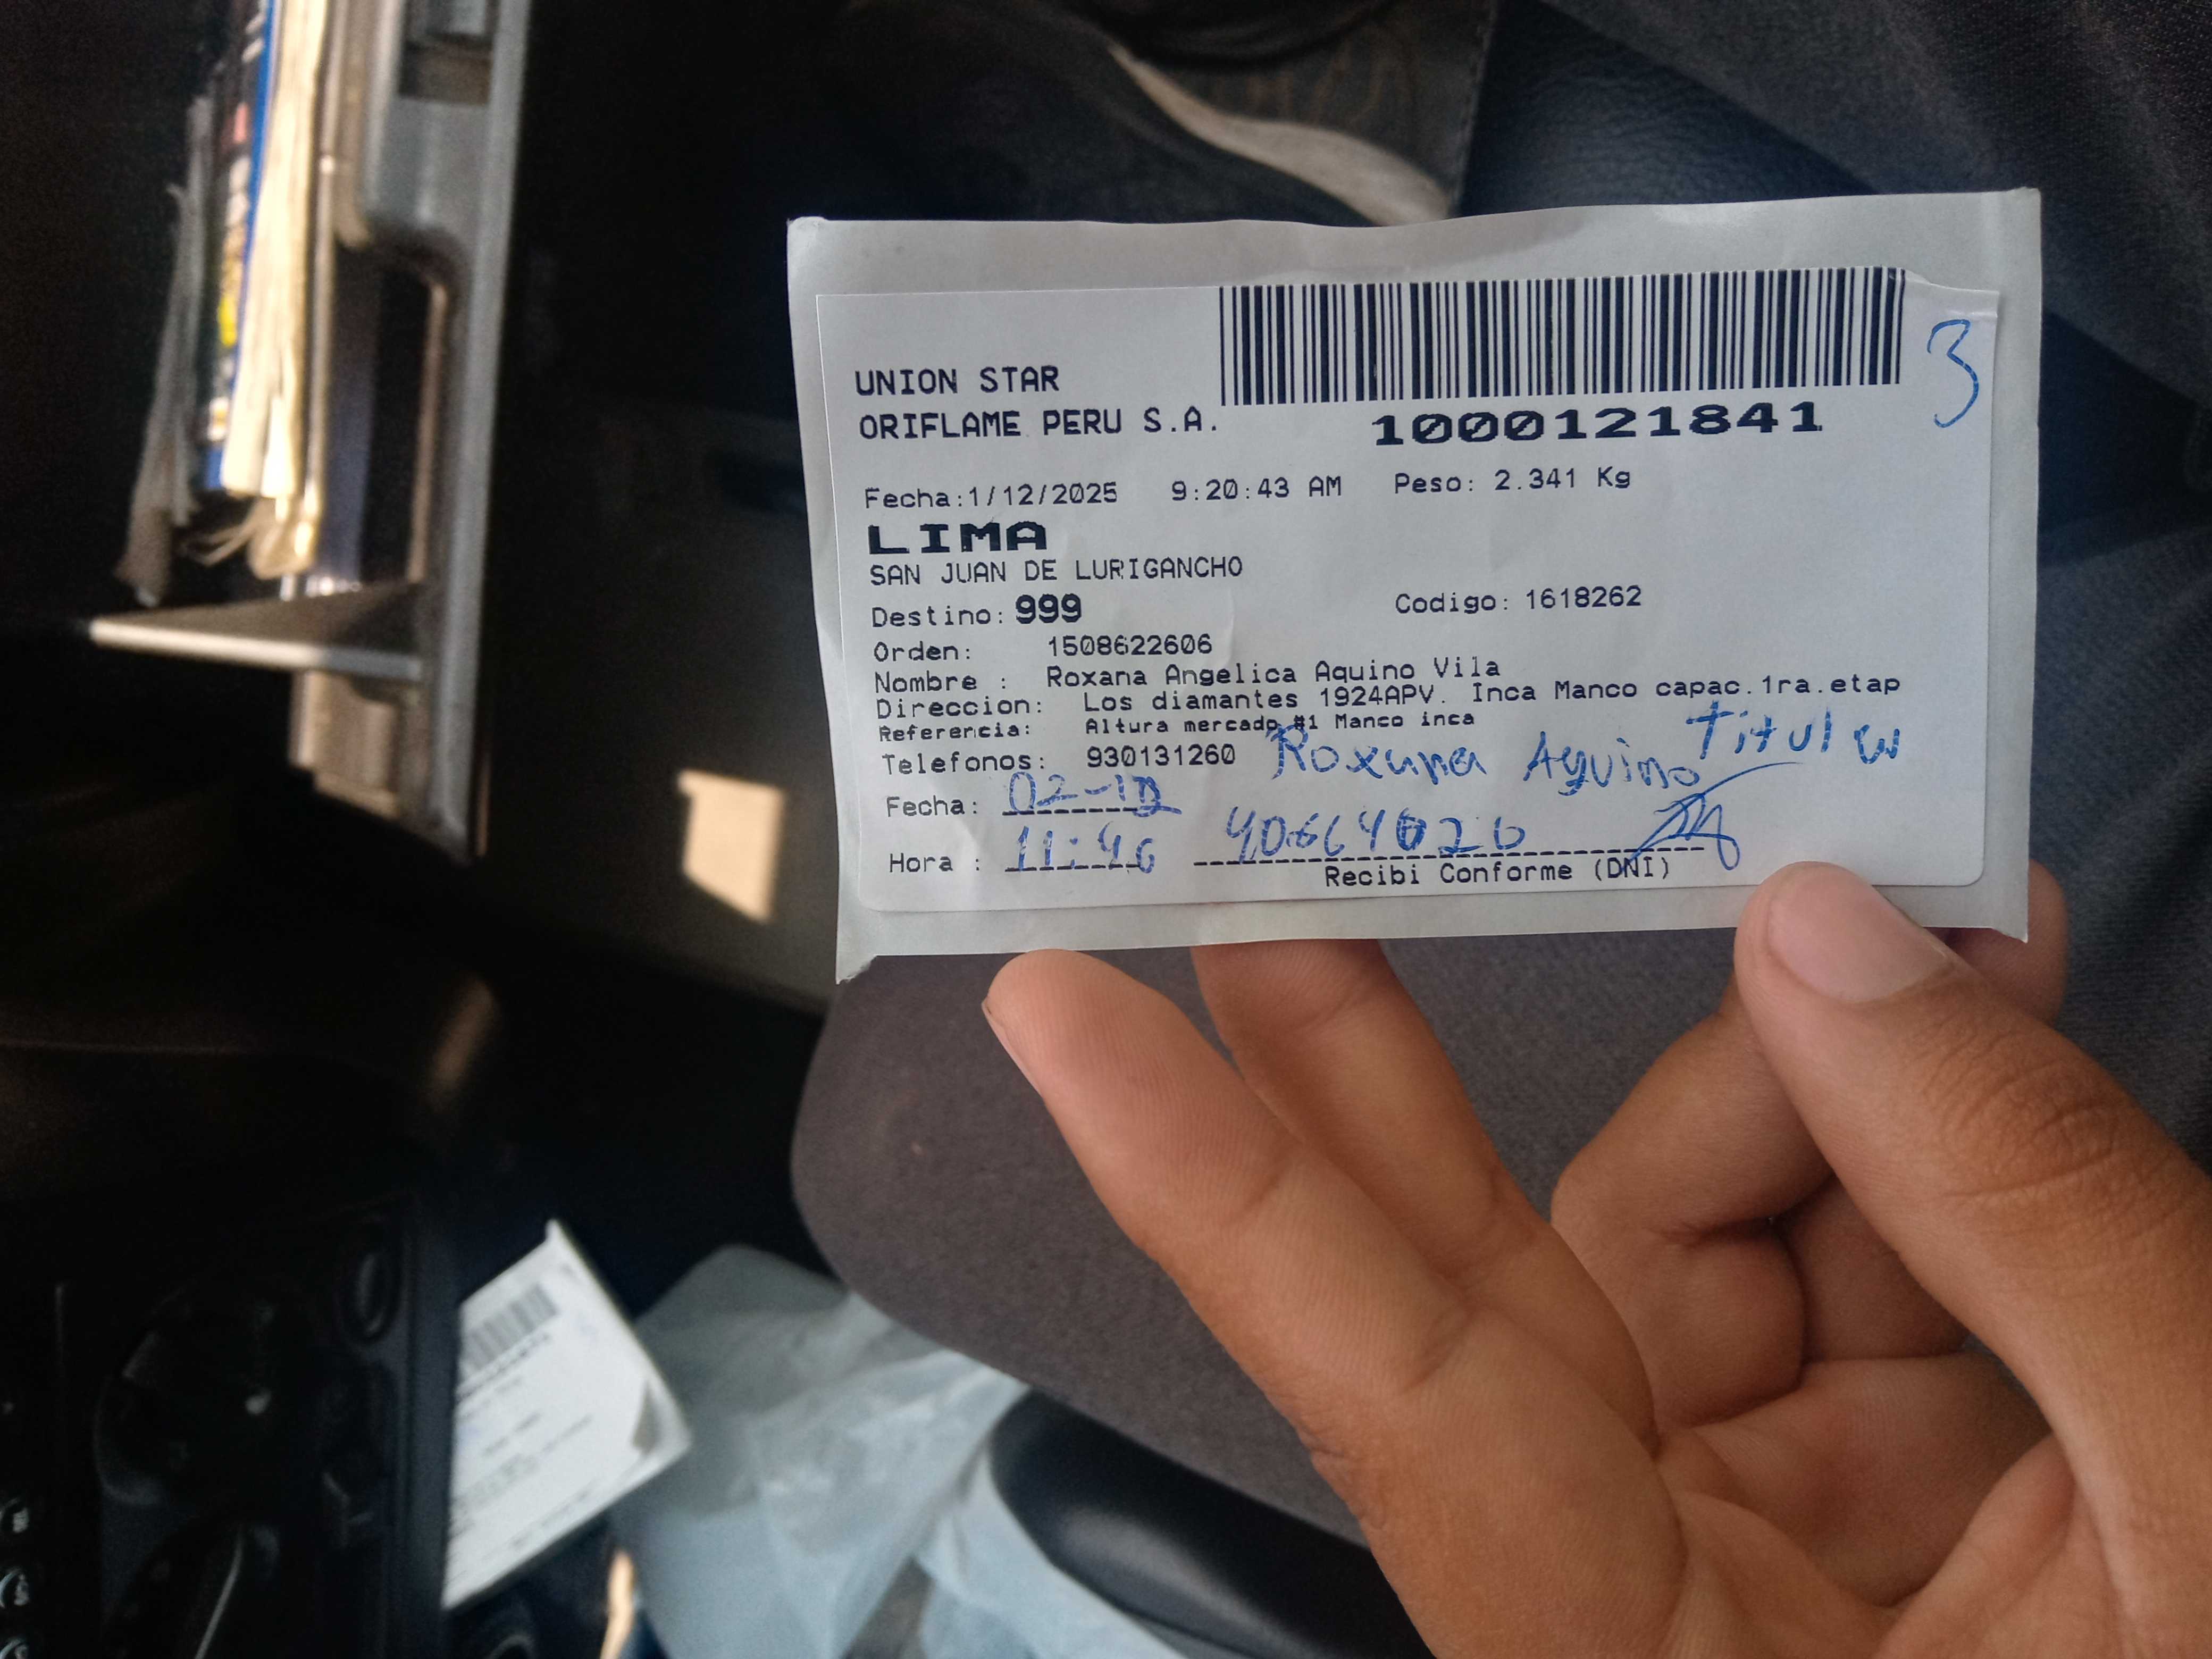 UNION STAR
ORIFLAME PERU S.A.
1000121841
3
Fecha:1/12/2025 9:20:43 AM Peso: 2.341 Kg
LIMA
SAN JUAN DE LURIGANCHO
Destino: 999 Codigo: 1618262
Orden: 1508622606
Nombre : Roxana Angelica Aquino Vila
Direccion: Los diamantes 1924APV. Inca Manco capac.1ra.etap
Referencia: Altura mercado #1 Manco inca
Telefonos: 930131260 Roxana Aquino Titular
Fecha: 02-12
Hora : 11:46
Recibi Conforme (DNI)